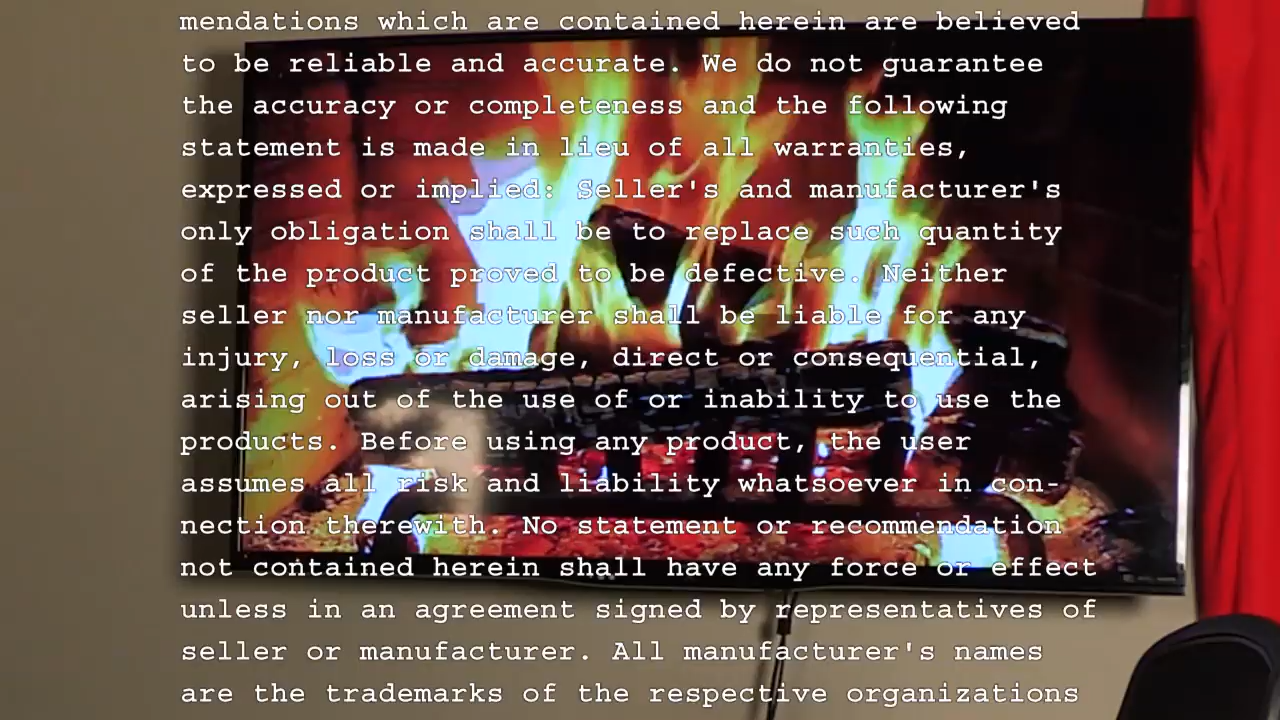 mendations which are contained herein are believed
to be reliable and accurate. We do not guarantee
the accuracy or completeness and the following
statement is made in lieu of all warranties,
expressed or implied: Seller's and manufacturer's
only obligation shall be to replace such quantity
of the product proved to be defective. Neither
seller nor manufacturer shall be liable for any
injury, loss or damage, direct or consequential,
arising out of the use of or inability to use the
products. Before using any product, the user
assumes all risk and liability whatsoever in con-
nection therewith. No statement or recommendation
not contained herein shall have any force or effect
unless in an agreement signed by representatives of
seller or manufacturer. All manufacturer's names
are the trademarks of the respective organizations